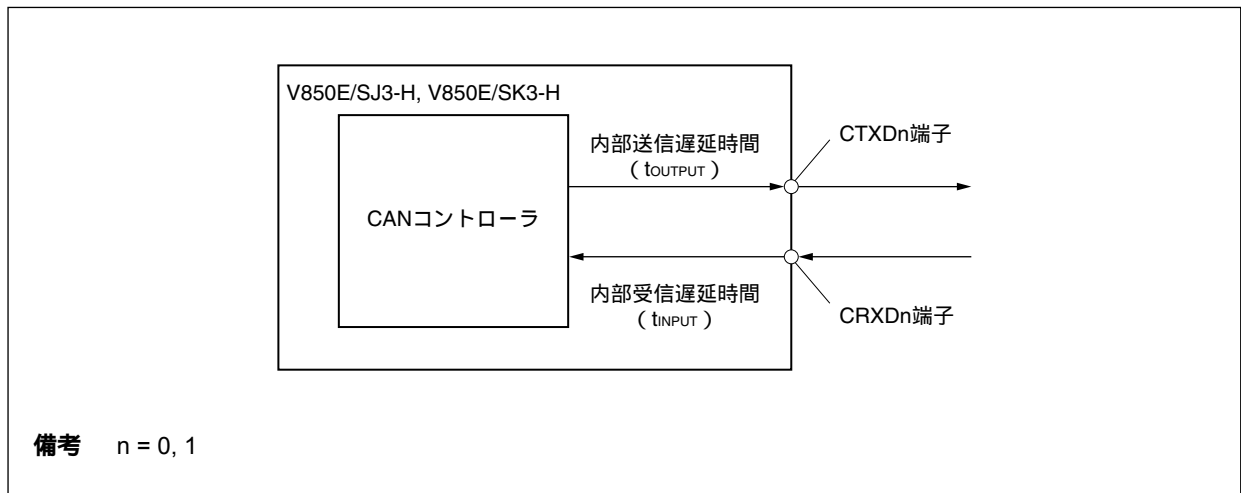 V850E/SJ3-H, V850E/SK3-H
内部送信遅延時間
（tOUTPUT）
CTXDn端子
CANコントローラ
内部受信遅延時間
（tINPUT）
CRXDn端子
備考 n = 0, 1